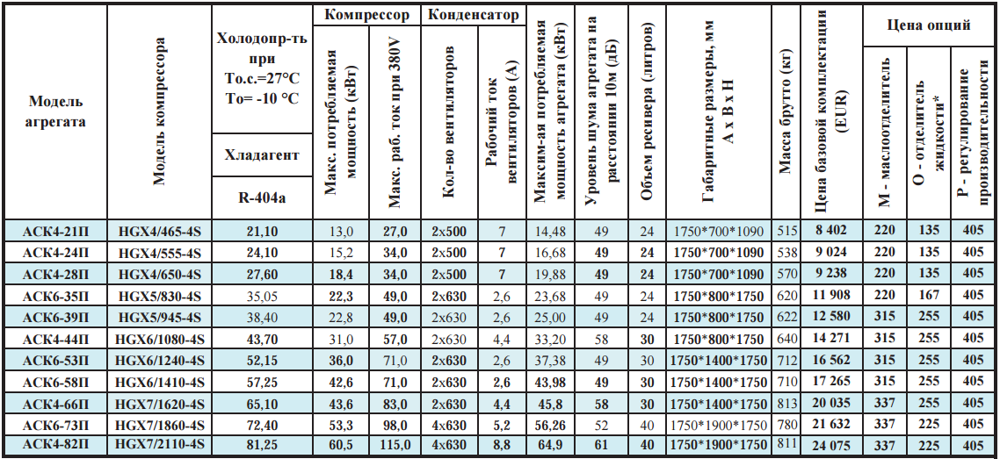 Модель агрегата
Модель компрессора
Холодопр-ть при То.с.=27°С То= -10 °С
Хладагент
R-404a
Компрессор
Макс. потребляемая мощность (кВт)
Макс. раб. ток при 380V
Конденсатор
Кол-во вентиляторов
Рабочий ток вентиляторов (А)
Максим-ая потребляемая мощность агрегата (кВт)
Уровень шума агрегата на расстоянии 10м (дБ)
Объем ресивера (литров)
Габаритные размеры, мм А х В х Н
Масса брутто (кг)
Цена базовой комплектации (EUR)
Цена опций
М - маслоотделитель
О - отделитель жидкости*
Р - регулирование производительности
АСК4-21П HGX4/465-4S 21,10 13,0 27,0 2x500 7 14,48 49 24 1750*700*1090 515 8 402 220 135 405
АСК4-24П HGX4/555-4S 24,10 15,2 34,0 2x500 7 16,68 49 24 1750*700*1090 538 9 024 220 135 405
АСК4-28П HGX4/650-4S 27,60 18,4 34,0 2x500 7 19,88 49 24 1750*700*1090 570 9 238 220 135 405
АСК6-35П HGX5/830-4S 35,05 22,3 49,0 2x630 2,6 23,68 49 24 1750*800*1750 620 11 908 220 167 405
АСК6-39П HGX5/945-4S 38,40 22,8 49,0 2x630 2,6 25,00 49 24 1750*800*1750 622 12 580 315 255 405
АСК4-44П HGX6/1080-4S 43,70 31,0 57,0 2x630 4,4 33,20 58 30 1750*800*1750 640 14 271 315 255 405
АСК6-53П HGX6/1240-4S 52,15 36,0 71,0 2x630 2,6 37,38 49 30 1750*1400*1750 712 16 562 315 255 405
АСК6-58П HGX6/1410-4S 57,25 42,6 71,0 2x630 2,6 43,98 49 30 1750*1400*1750 710 17 265 315 255 405
АСК4-66П HGX7/1620-4S 65,10 43,6 83,0 2x630 4,4 45,8 58 30 1750*1400*1750 813 20 035 337 255 405
АСК6-73П HGX7/1860-4S 72,40 53,3 98,0 4x630 5,2 56,26 52 40 1750*1900*1750 780 21 632 337 225 405
АСК4-82П HGX7/2110-4S 81,25 60,5 115,0 4x630 8,8 64,9 61 40 1750*1900*1750 811 24 075 337 225 405